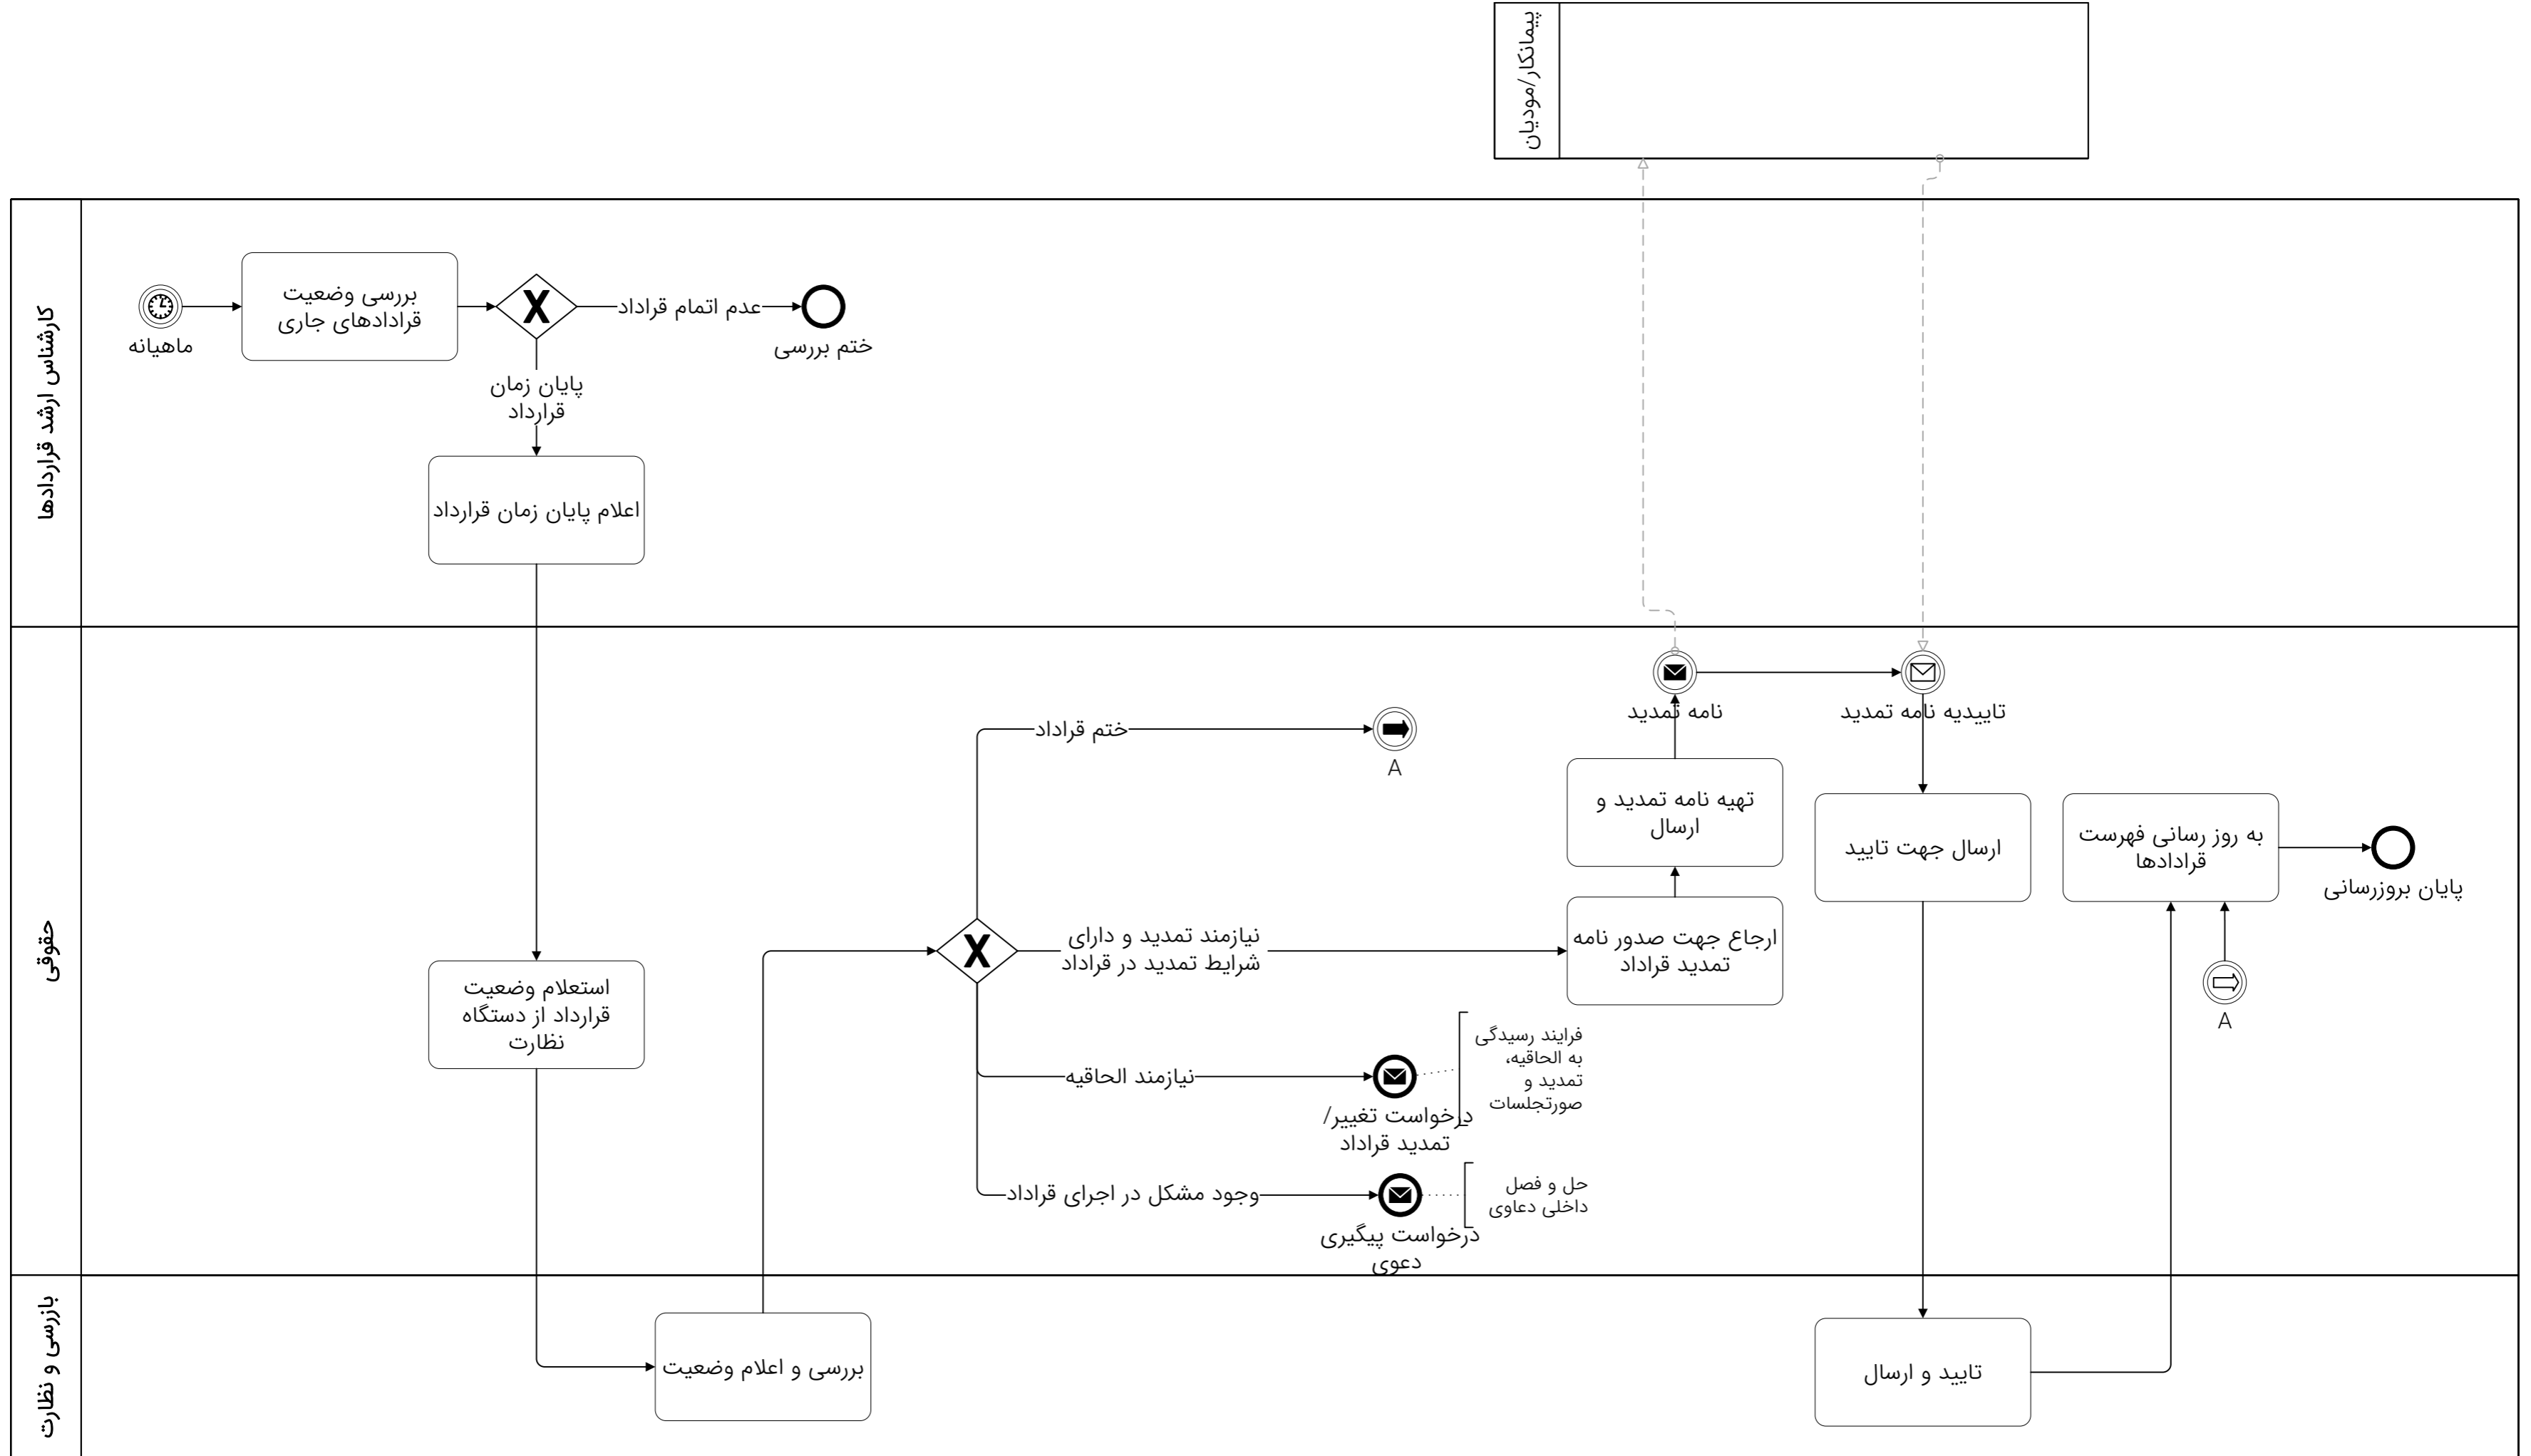 پیمانکار/مودیان
کارشناس ارشد قراردادها
ماهیانه
بررسی وضعیت
قرادادهای جاری
X
عدم اتمام قراداد
ختم بررسی
پایان زمان
قرارداد
اعلام پایان زمان قرارداد
حقوقی
استعلام وضعیت
قرارداد از دستگاه
نظارت
X
ختم قراداد
A
نیازمند تمدید و دارای
شرایط تمدید در قراداد
نیازمند الحاقیه
درخواست تغییر/
تمدید قراداد
فرایند رسیدگی
به الحاقیه،
تمدید و
صورتجلسات
وجود مشکل در اجرای قراداد
درخواست پیگیری
دعوی
حل و فصل
داخلی دعاوی
ارجاع جهت صدور نامه
تمدید قراداد
تهیه نامه تمدید و
ارسال
نامه تمدید
تاییدیه نامه تمدید
ارسال جهت تایید
به روز رسانی فهرست
قرادادها
A
پایان بروزرسانی
بازرسی و نظارت
بررسی و اعلام وضعیت
تایید و ارسال